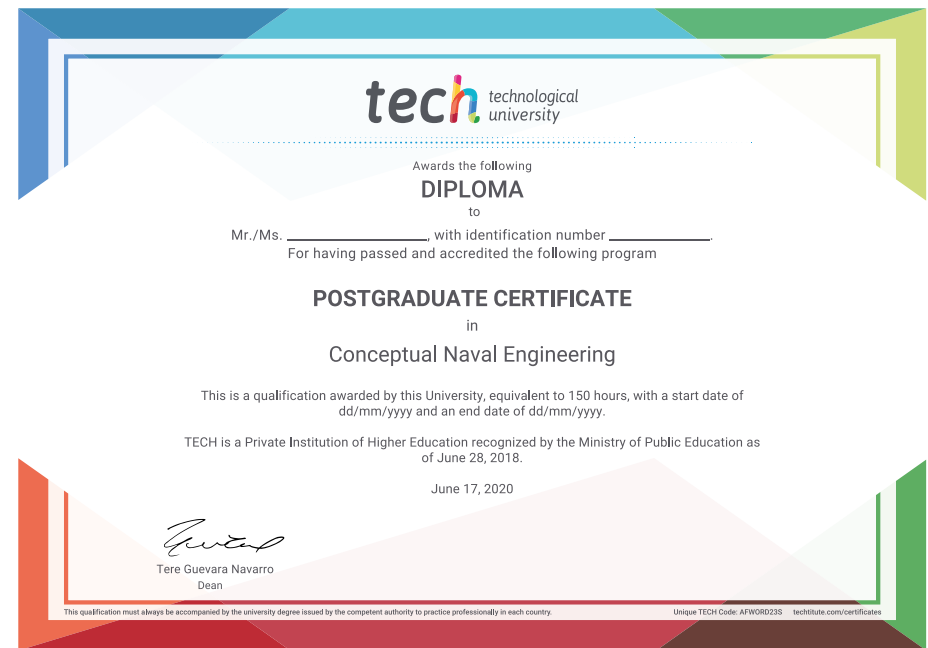 tech technological
university
Awards the following
DIPLOMA
to
Mr./Ms. ____________, with identification number ____________.
For having passed and accredited the following program
POSTGRADUATE CERTIFICATE
in
Conceptual Naval Engineering
This is a qualification awarded by this University, equivalent to 150 hours, with a start date of
dd/mm/yyyy and an end date of dd/mm/yyyy.
TECH is a Private Institution of Higher Education recognized by the Ministry of Public Education as
of June 28, 2018.
June 17, 2020
Tere Guevara Navarro
Dean
This qualification must always be accompanied by the university degree issued by the competent authority to practice professionally in each country. Unique TECH Code: AFWORD23S techtitute.com/certificates